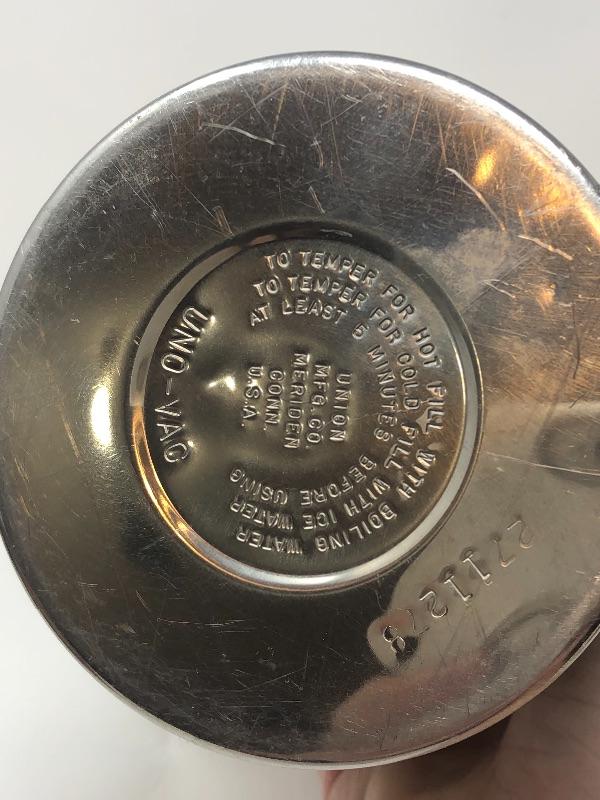 TO TEMPER FOR HOT FILL WITH BOILING WATER
TO TEMPER FOR COLD FILL WITH ICE WATER
AT LEAST 5 MINUTES BEFORE USING
UNION
MFG. CO.
MERIDEN
CONN.
U.S.A.
UNO-VAC
2711278